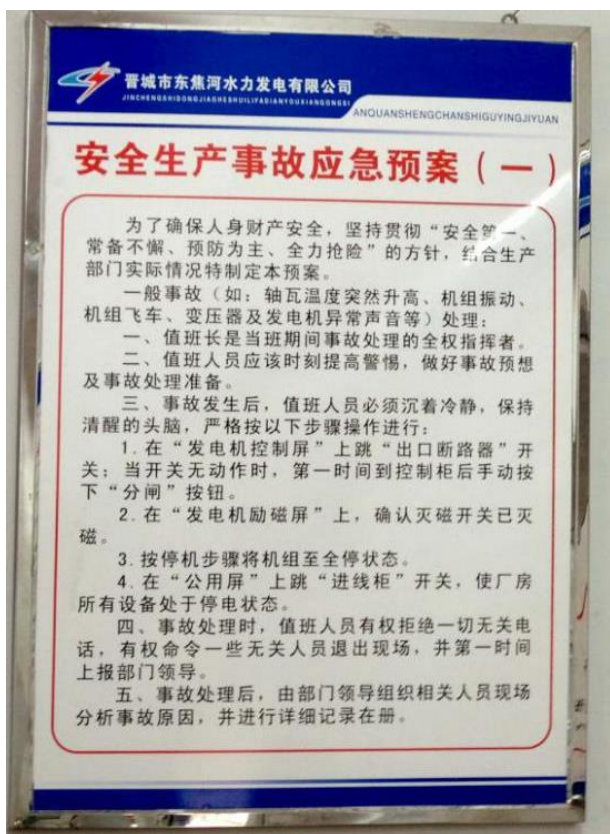 晋城市东焦河水力发电有限公司
JINCHENGSHIDONGJIAOHESHUILIFADIANYOUXIANGONGSI
ANQUANSHENGCHANSHIGUYINGJIYUAN
安全生产事故应急预案（一）
为了确保人身财产安全，坚持贯彻“安全第一、
常备不懈、预防为主、全力抢险”的方针，结合生产
部门实际情况特制定本预案。
一般事故（如：轴瓦温度突然升高、机组振动、
机组飞车、变压器及发电机异常声音等）处理：
一、值班长是当班期间事故处理的全权指挥者。
二、值班人员应该时刻提高警惕，做好事故预想
及事故处理准备。
三、事故发生后，值班人员必须沉着冷静，保持
清醒的头脑，严格按以下步骤操作进行：
1.在“发电机控制屏”上跳“出口断路器”开
关；当开关无动作时，第一时间到控制柜后手动按
下“分闸”按钮。
2.在“发电机励磁屏”上，确认灭磁开关已灭
磁。
3.按停机步骤将机组至全停状态。
4.在“公用屏”上跳“进线柜”开关，使厂房
所有设备处于停电状态。
四、事故处理时，值班人员有权拒绝一切无关电
话，有权命令一些无关人员退出现场，并第一时间
上报部门领导。
五、事故处理后，由部门领导组织相关人员现场
分析事故原因，并进行详细记录在册。